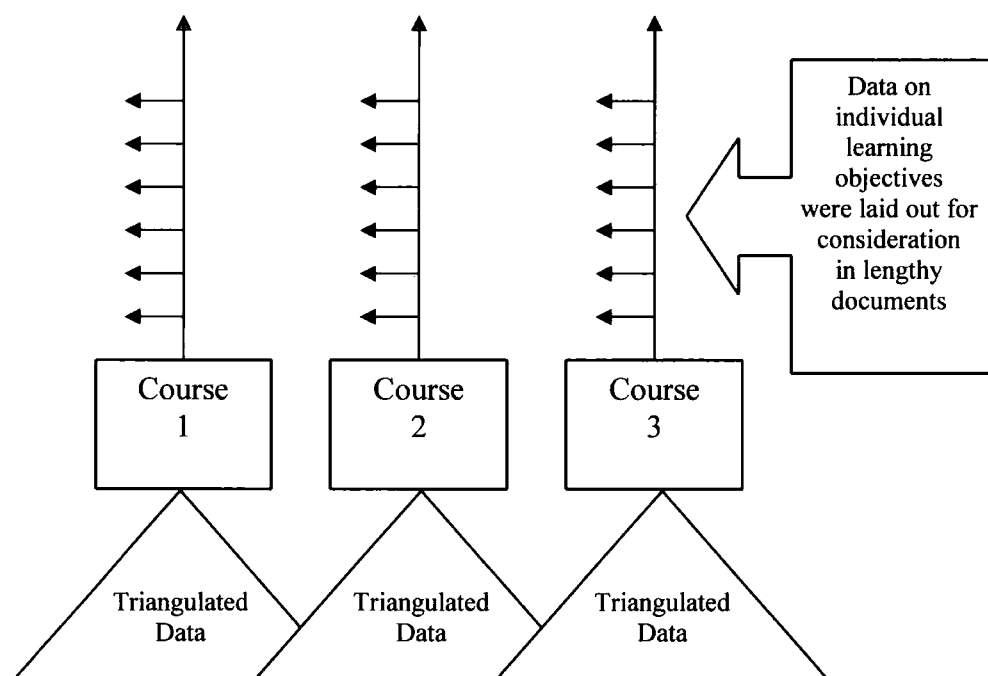 Data on
individual
learning
objectives
were laid out for
consideration
in lengthy
documents
Course
1
Course
2
Course
3
Triangulated
Data
Triangulated
Data
Triangulated
Data